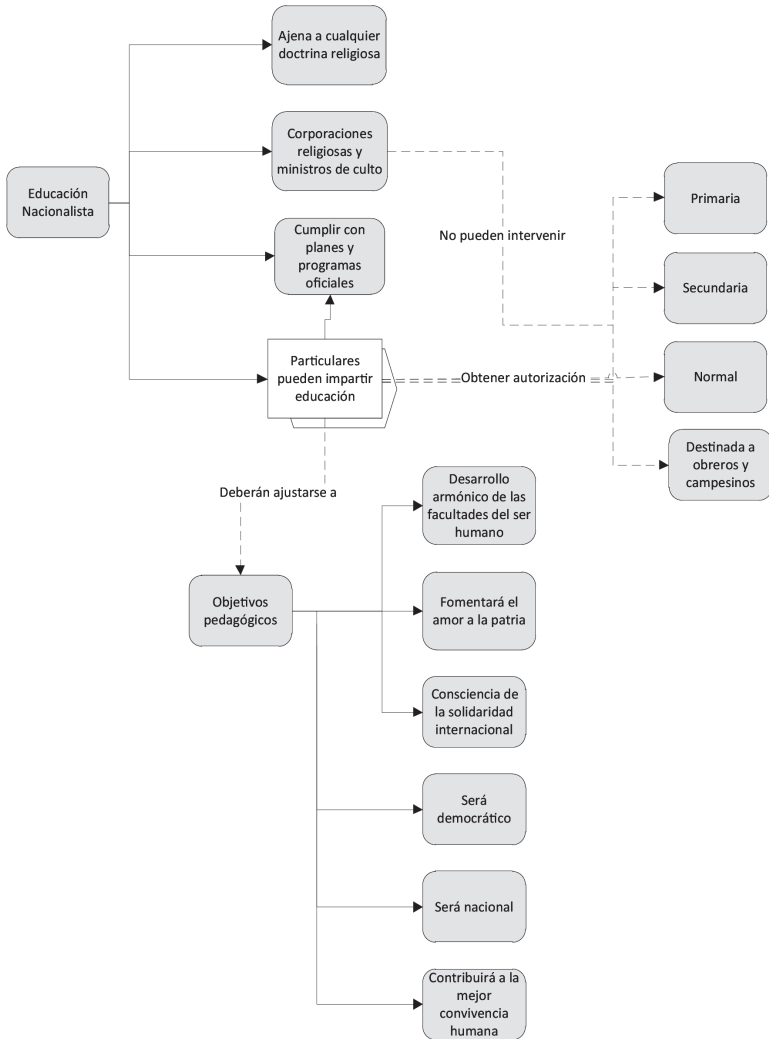 Ajena a cualquier
doctrina religiosa
Corporaciones
religiosas y
ministros de culto
Educación
Nacionalista
Primaria
Cumplir con
planes y
programas
oficiales
No pueden intervenir
Secundaria
Particulares
pueden impartir
educación
Obtener autorización
Normal
Destinada a
obreros y
campesinos
Deberán ajustarse a
Desarrollo
armónico de las
facultades del ser
humano
Objetivos
pedagógicos
Fomentará el
amor a la patria
Consciencia de
la solidaridad
internacional
Será
democrático
Será nacional
Contribuirá a la
mejor
convivencia
humana